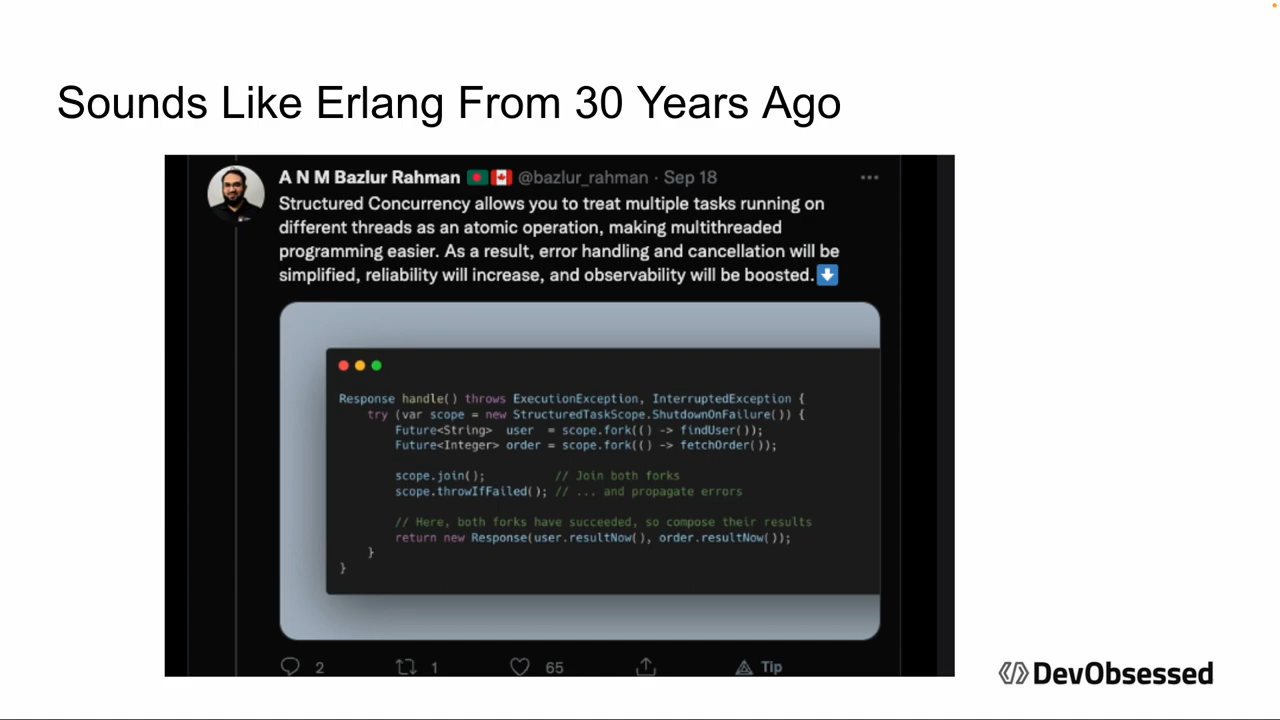 Sounds Like Erlang From 30 Years Ago
A N M Bazlur Rahman 🇧🇩🇨🇦 @bazlur_rahman · Sep 18 ···
Structured Concurrency allows you to treat multiple tasks running on
different threads as an atomic operation, making multithreaded
programming easier. As a result, error handling and cancellation will be
simplified, reliability will increase, and observability will be boosted.⬇️
Response handle() throws ExecutionException, InterruptedException {
    try (var scope = new StructuredTaskScope.ShutdownOnFailure()) {
        Future<String>  user  = scope.fork(() -> findUser());
        Future<Integer> order = scope.fork(() -> fetchOrder());
        scope.join();          // Join both forks
        scope.throwIfFailed(); // ... and propagate errors
        // Here, both forks have succeeded, so compose their results
        return new Response(user.resultNow(), order.resultNow());
    }
}
2 1 65 Tip
</> DevObsessed